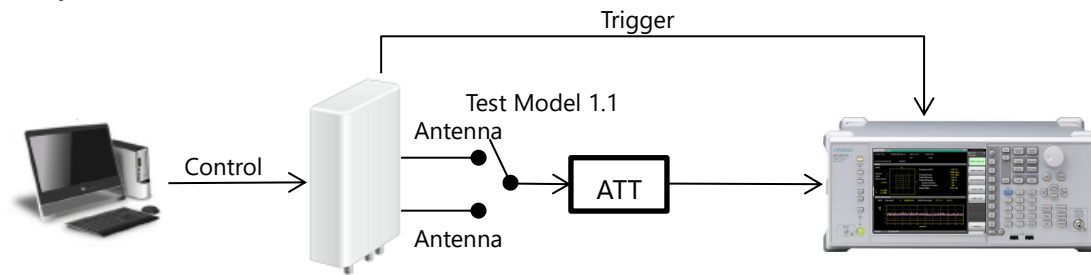 Trigger
Test Model 1.1
Antenna
Control
ATT
Antenna